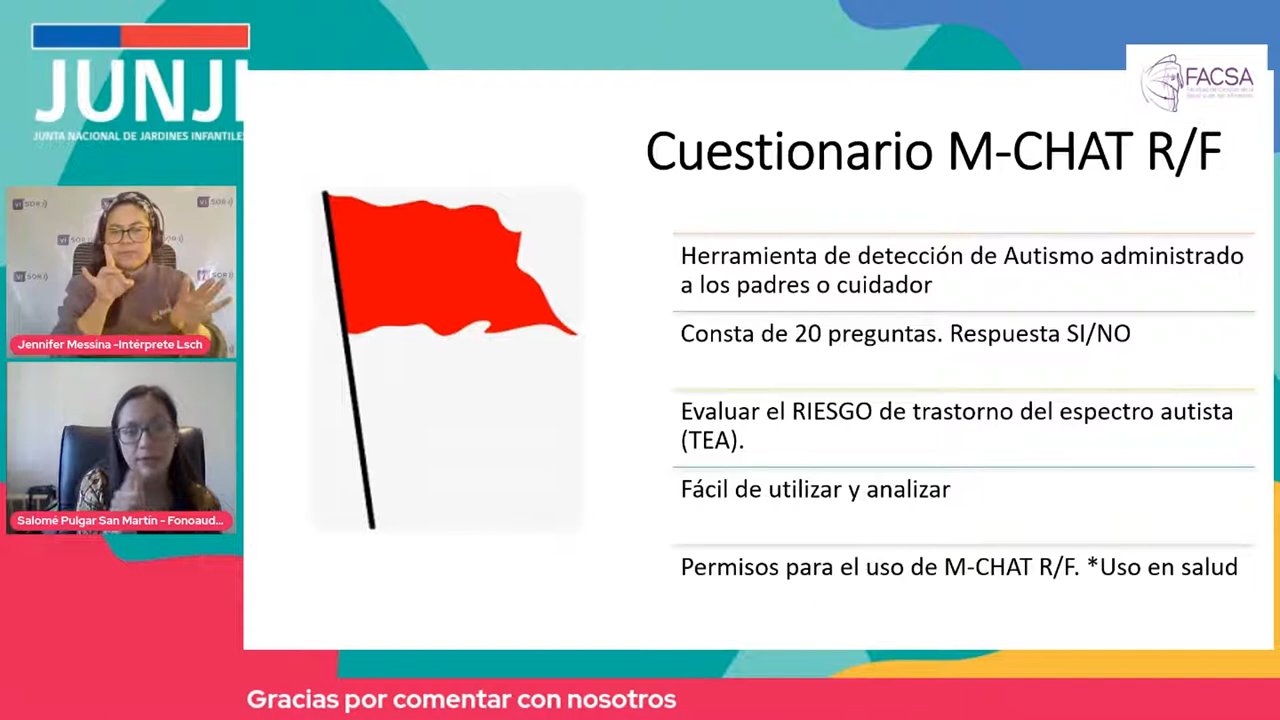 JUNJI
JUNTA NACIONAL DE JARDINES INFANTILES
FACSA
Cuestionario M-CHAT R/F
Herramienta de detección de Autismo administrado
a los padres o cuidador
Consta de 20 preguntas. Respuesta SI/NO
Evaluar el RIESGO de trastorno del espectro autista
(TEA).
Fácil de utilizar y analizar
Permisos para el uso de M-CHAT R/F. *Uso en salud
Jennifer Messina -Intérprete Lsch
Salomé Pulgar San Martín - Fonoaud...
Gracias por comentar con nosotros